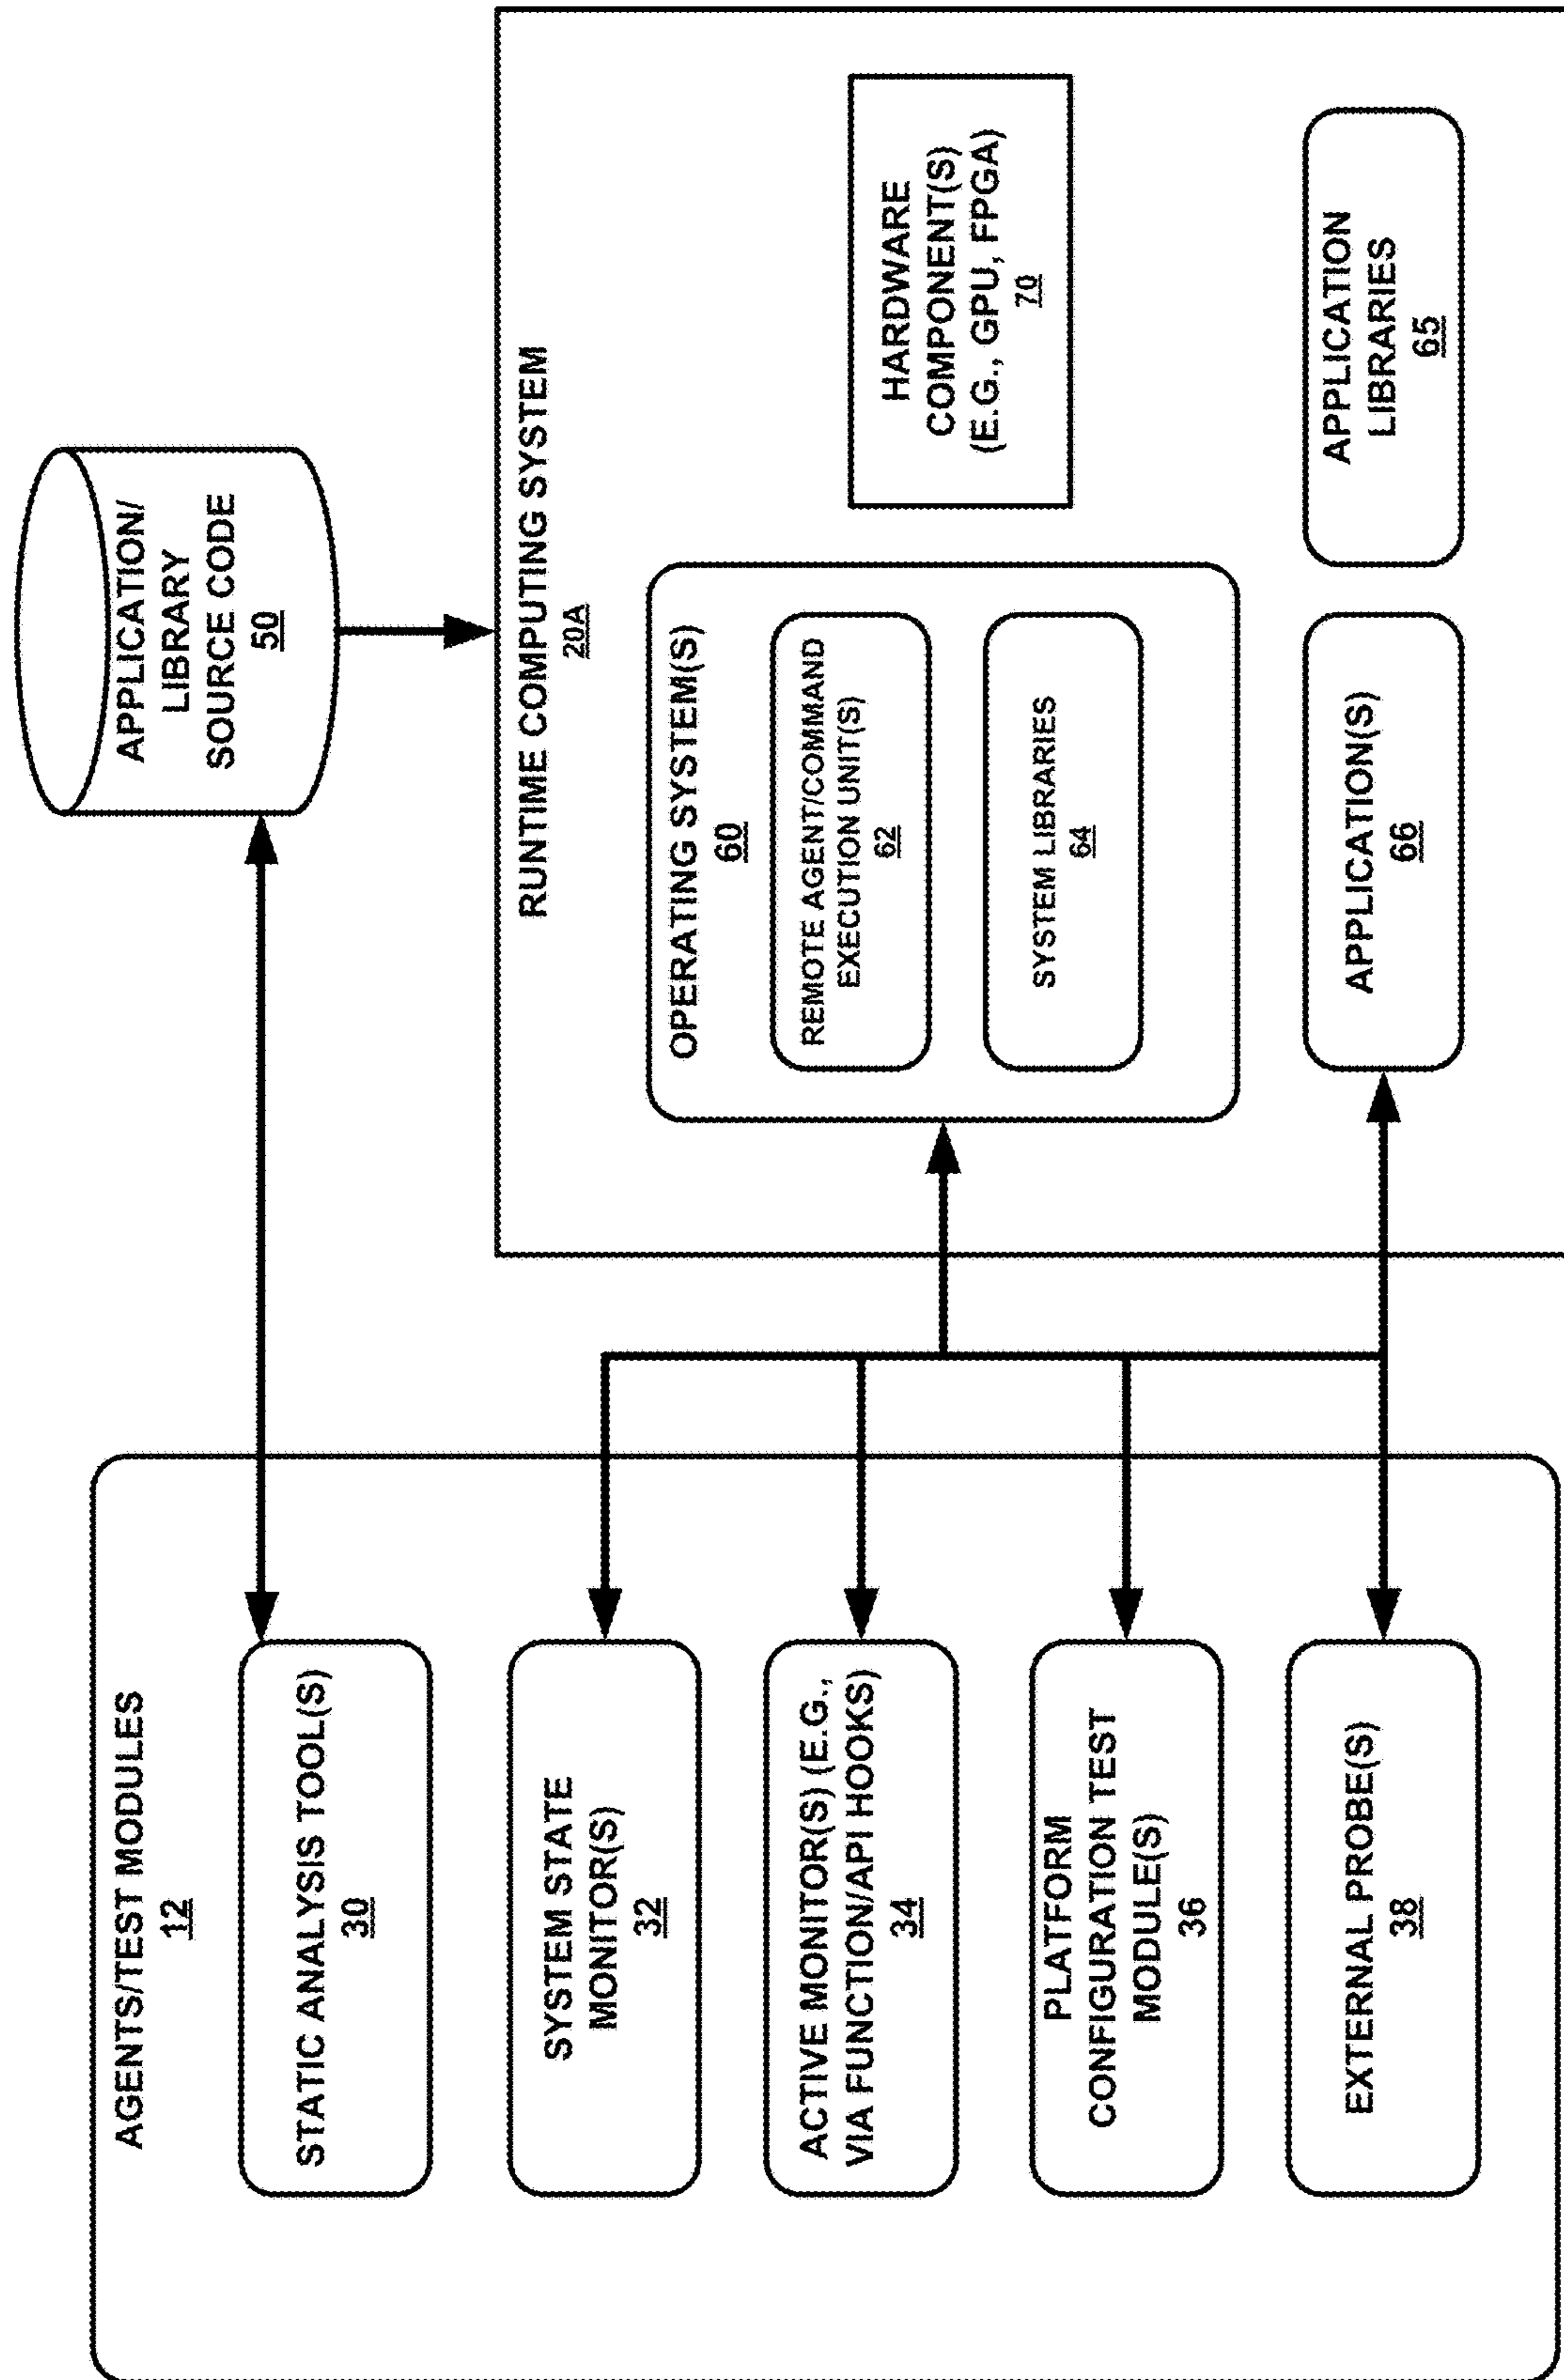 AGENTS/TEST MODULES
12
STATIC ANALYSIS TOOL(S)
30
SYSTEM STATE
MONITOR(S)
32
ACTIVE MONITOR(S) (E.G.,
VIA FUNCTION/API HOOKS)
34
PLATFORM
CONFIGURATION TEST
MODULE(S)
36
EXTERNAL PROBE(S)
38
APPLICATION/
LIBRARY
SOURCE CODE
50
RUNTIME COMPUTING SYSTEM
20A
OPERATING SYSTEM(S)
60
REMOTE AGENT/COMMAND
EXECUTION UNIT(S)
62
SYSTEM LIBRARIES
64
HARDWARE
COMPONENT(S)
(E.G., GPU, FPGA)
70
APPLICATION(S)
66
APPLICATION
LIBRARIES
65